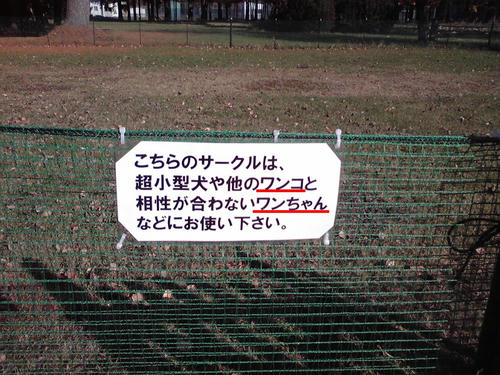 こちらのサークルは、
超小型犬や他のワンコと
相性が合わないワンちゃん
などにお使い下さい。